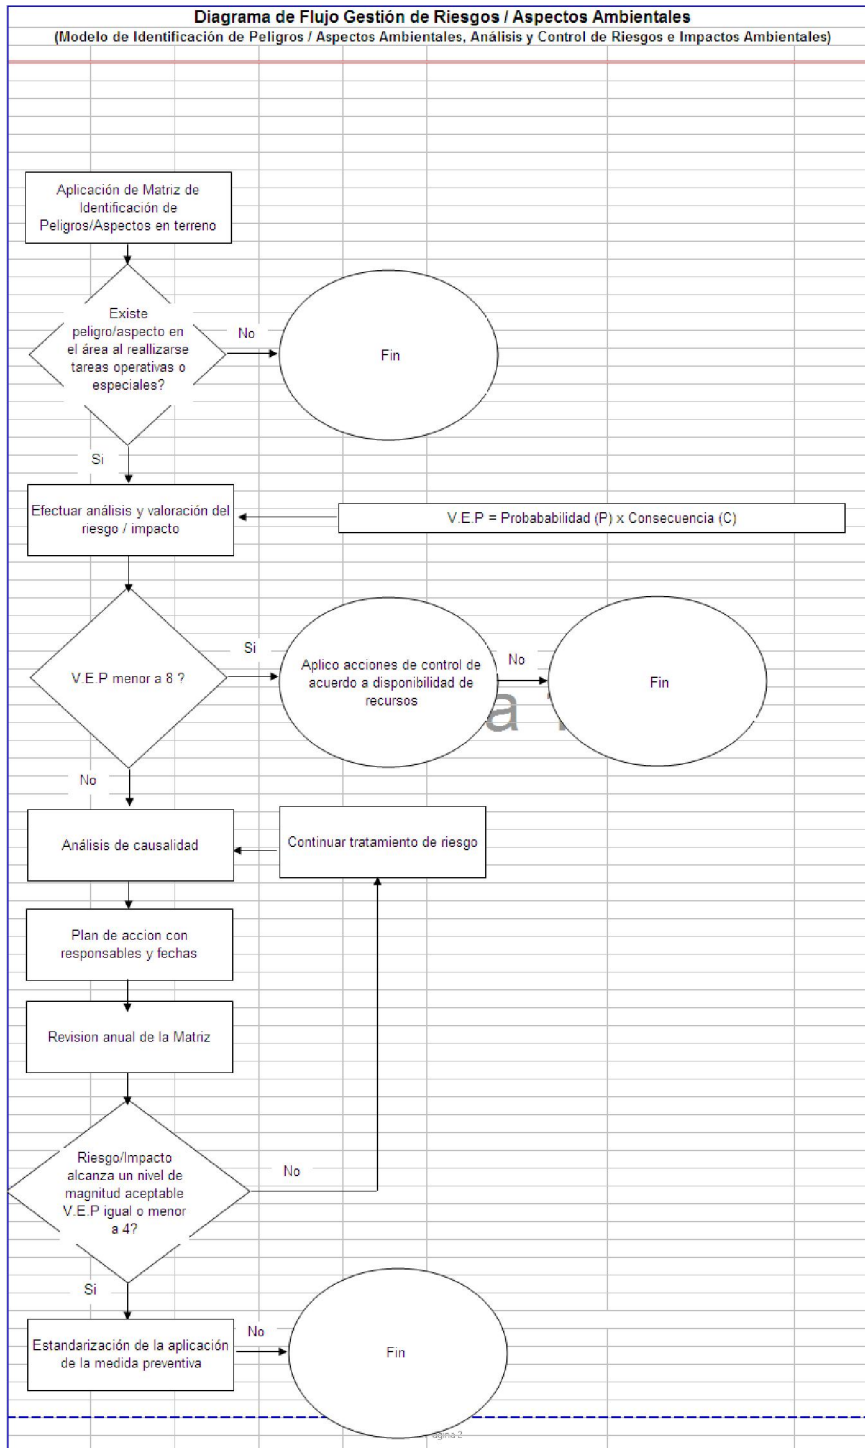 Diagrama de Flujo Gestión de Riesgos / Aspectos Ambientales
(Modelo de Identificación de Peligros / Aspectos Ambientales, Análisis y Control de Riesgos e Impactos Ambientales)
Aplicación de Matriz de
Identificación de
Peligros/Aspectos en terreno
Existe
peligro/aspecto en
el área al reallizarse
tareas operativas o
especiales?
No
Fin
Si
Efectuar análisis y valoración del
riesgo / impacto
V.E.P = Probababilidad (P) x Consecuencia (C)
V.E.P menor a 8 ?
Si
Aplico acciones de control de
acuerdo a disponibilidad de
recursos
No
Fin
No
Análisis de causalidad
Continuar tratamiento de riesgo
Plan de accion con
responsables y fechas
Revision anual de la Matriz
Riesgo/Impacto
alcanza un nivel de
magnitud aceptable
V.E.P igual o menor
a 4?
No
Si
Estandarización de la aplicación
de la medida preventiva
No
Fin